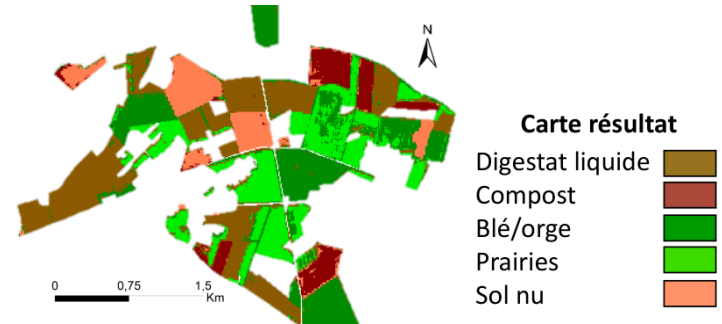 N
Carte résultat
Digestat liquide
Compost
Blé/orge
Prairies
Sol nu
0 0,75 1,5
Km